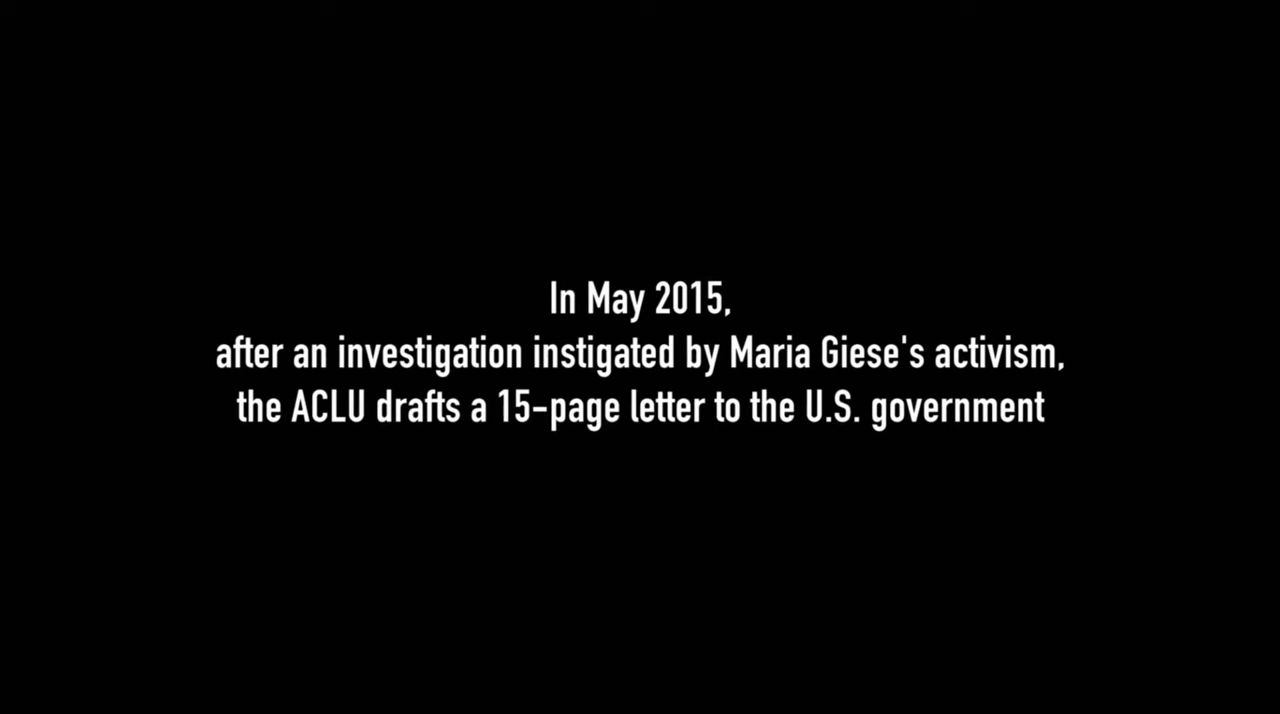 In May 2015,
after an investigation instigated by Maria Giese's activism,
the ACLU drafts a 15-page letter to the U.S. government